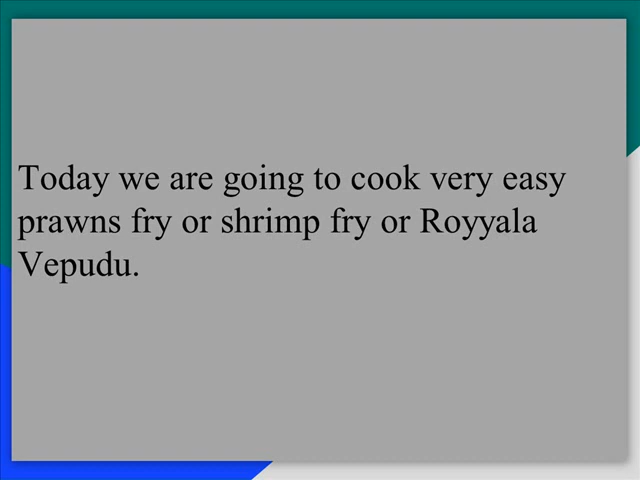 Today we are going to cook very easy
prawns fry or shrimp fry or Royyala
Vepudu.